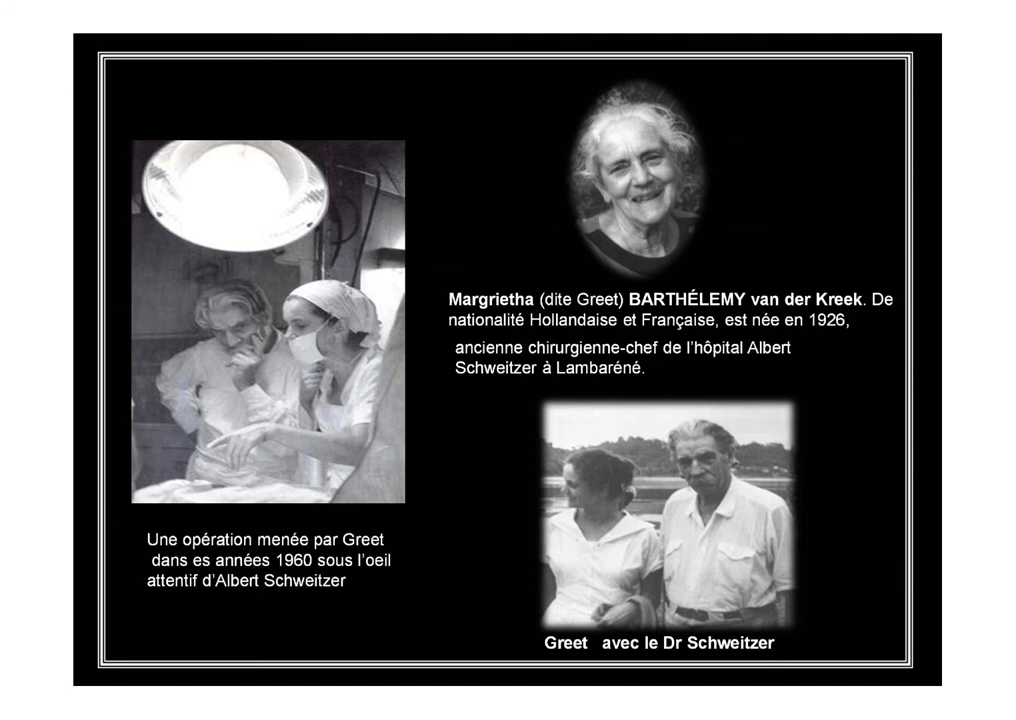 Margrietha (dite Greet) BARTHÉLEMY van der Kreek. De
nationalité Hollandaise et Française, est née en 1926,
ancienne chirurgienne-chef de l'hôpital Albert
Schweitzer à Lambaréné.
Une opération menée par Greet
dans es années 1960 sous l'oeil
attentif d'Albert Schweitzer
Greet avec le Dr Schweitzer